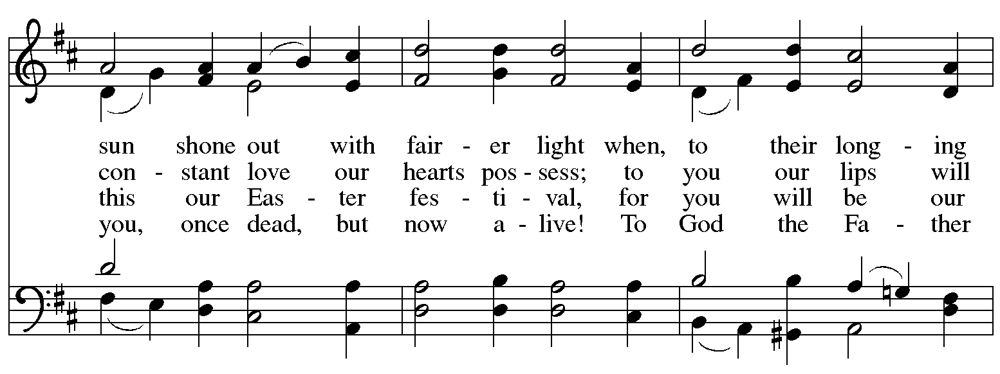 sun shone out with fair - er light when, to their long - ing
con - stant love our hearts pos - sess; to you our lips will
this our Eas - ter fes - ti - val, for you will be our
you, once dead, but now a - live! To God the Fa - ther